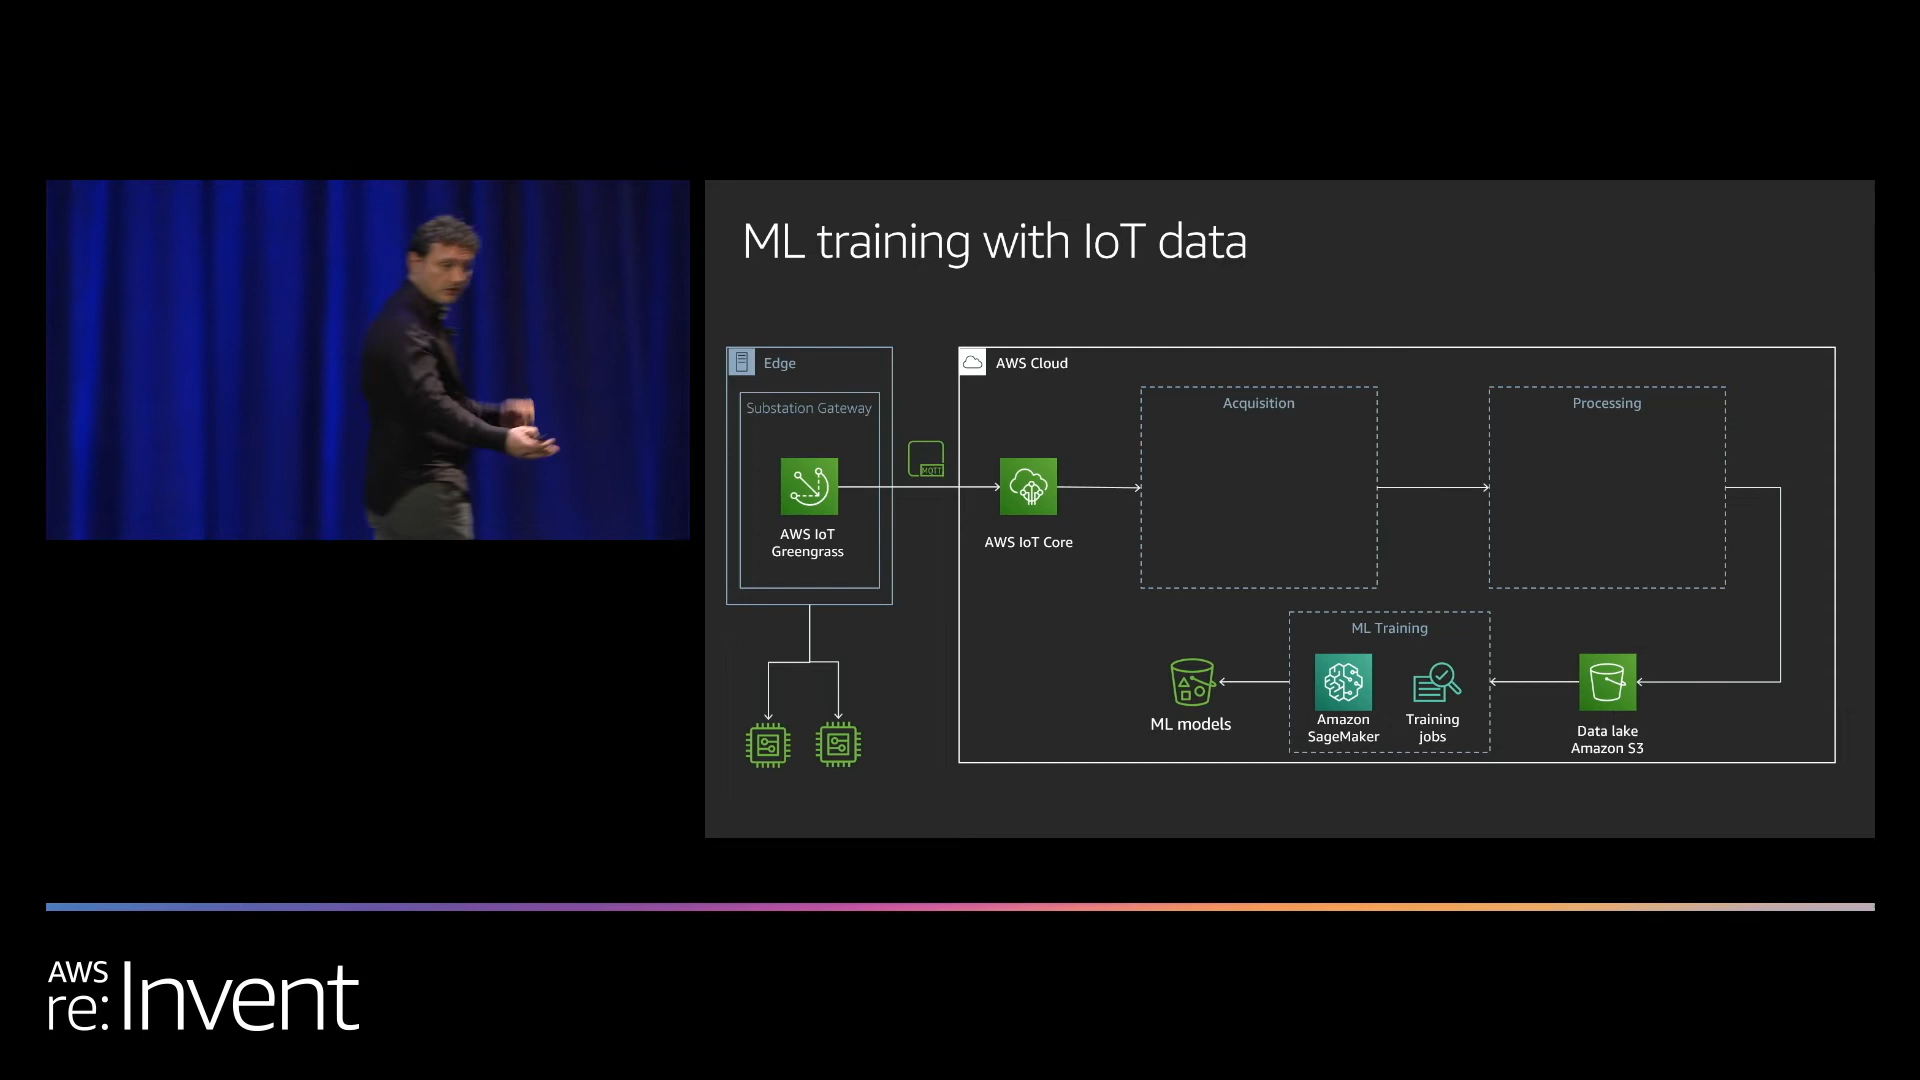 ML training with IoT data
Edge
AWS Cloud
Substation Gateway
Acquisition
Processing
MQTT
AWS IoT
Greengrass
AWS IoT Core
ML Training
ML models
Amazon
SageMaker
Training
jobs
Data lake
Amazon S3
AWS
re:Invent